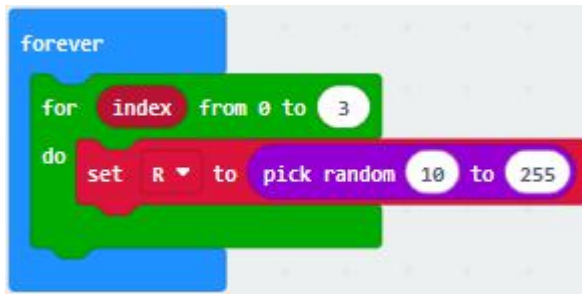 forever
for index from 0 to 3
do
set R to pick random 10 to 255